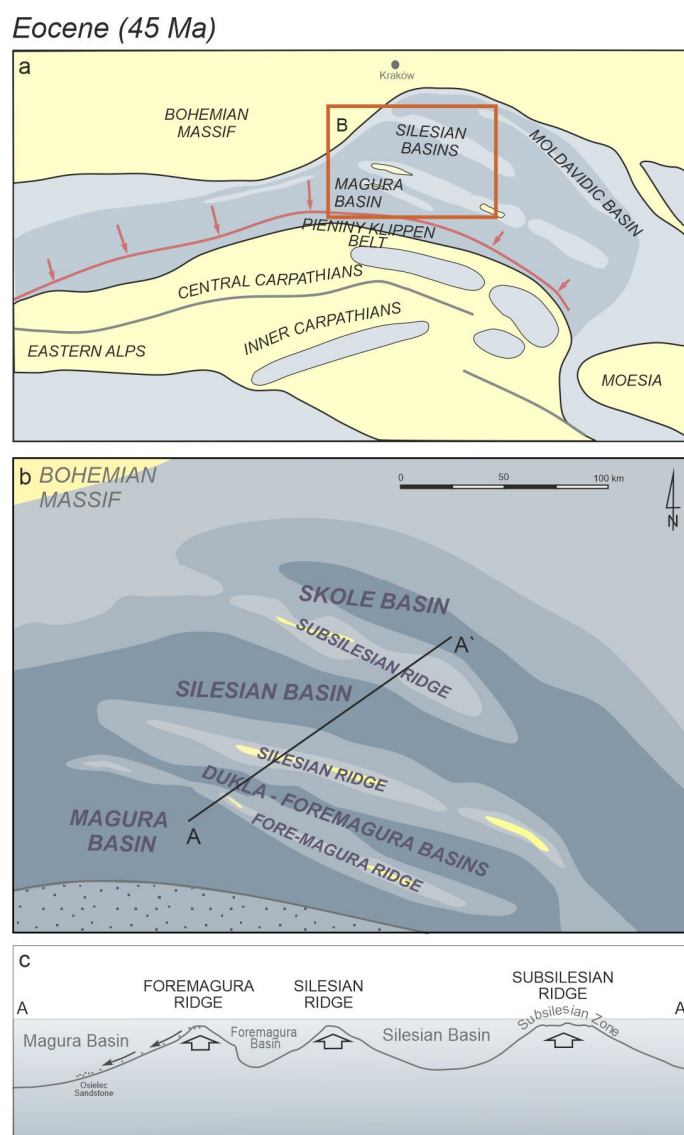 Eocene (45 Ma)
a
Kraków
BOHEMIAN
MASSIF
B
SILESIAN
BASINS
MOLDAVIDIC BASIN
MAGURA
BASIN
PIENINY KLIPPEN
BELT
CENTRAL CARPATHIANS
INNER CARPATHIANS
EASTERN ALPS
MOESIA
b
BOHEMIAN
MASSIF
0 50 100 km
N
SKOLE BASIN
SUBSILESIAN RIDGE
A`
SILESIAN BASIN
SILESIAN RIDGE
DUKLA - FOREMAGURA BASINS
MAGURA
BASIN
A
FORE-MAGURA RIDGE
c
FOREMAGURA
RIDGE
SILESIAN
RIDGE
SUBSILESIAN
RIDGE
A
A`
Subsilesian Zone
Magura Basin
Foremagura
Basin
Silesian Basin
Osielec
Sandstone